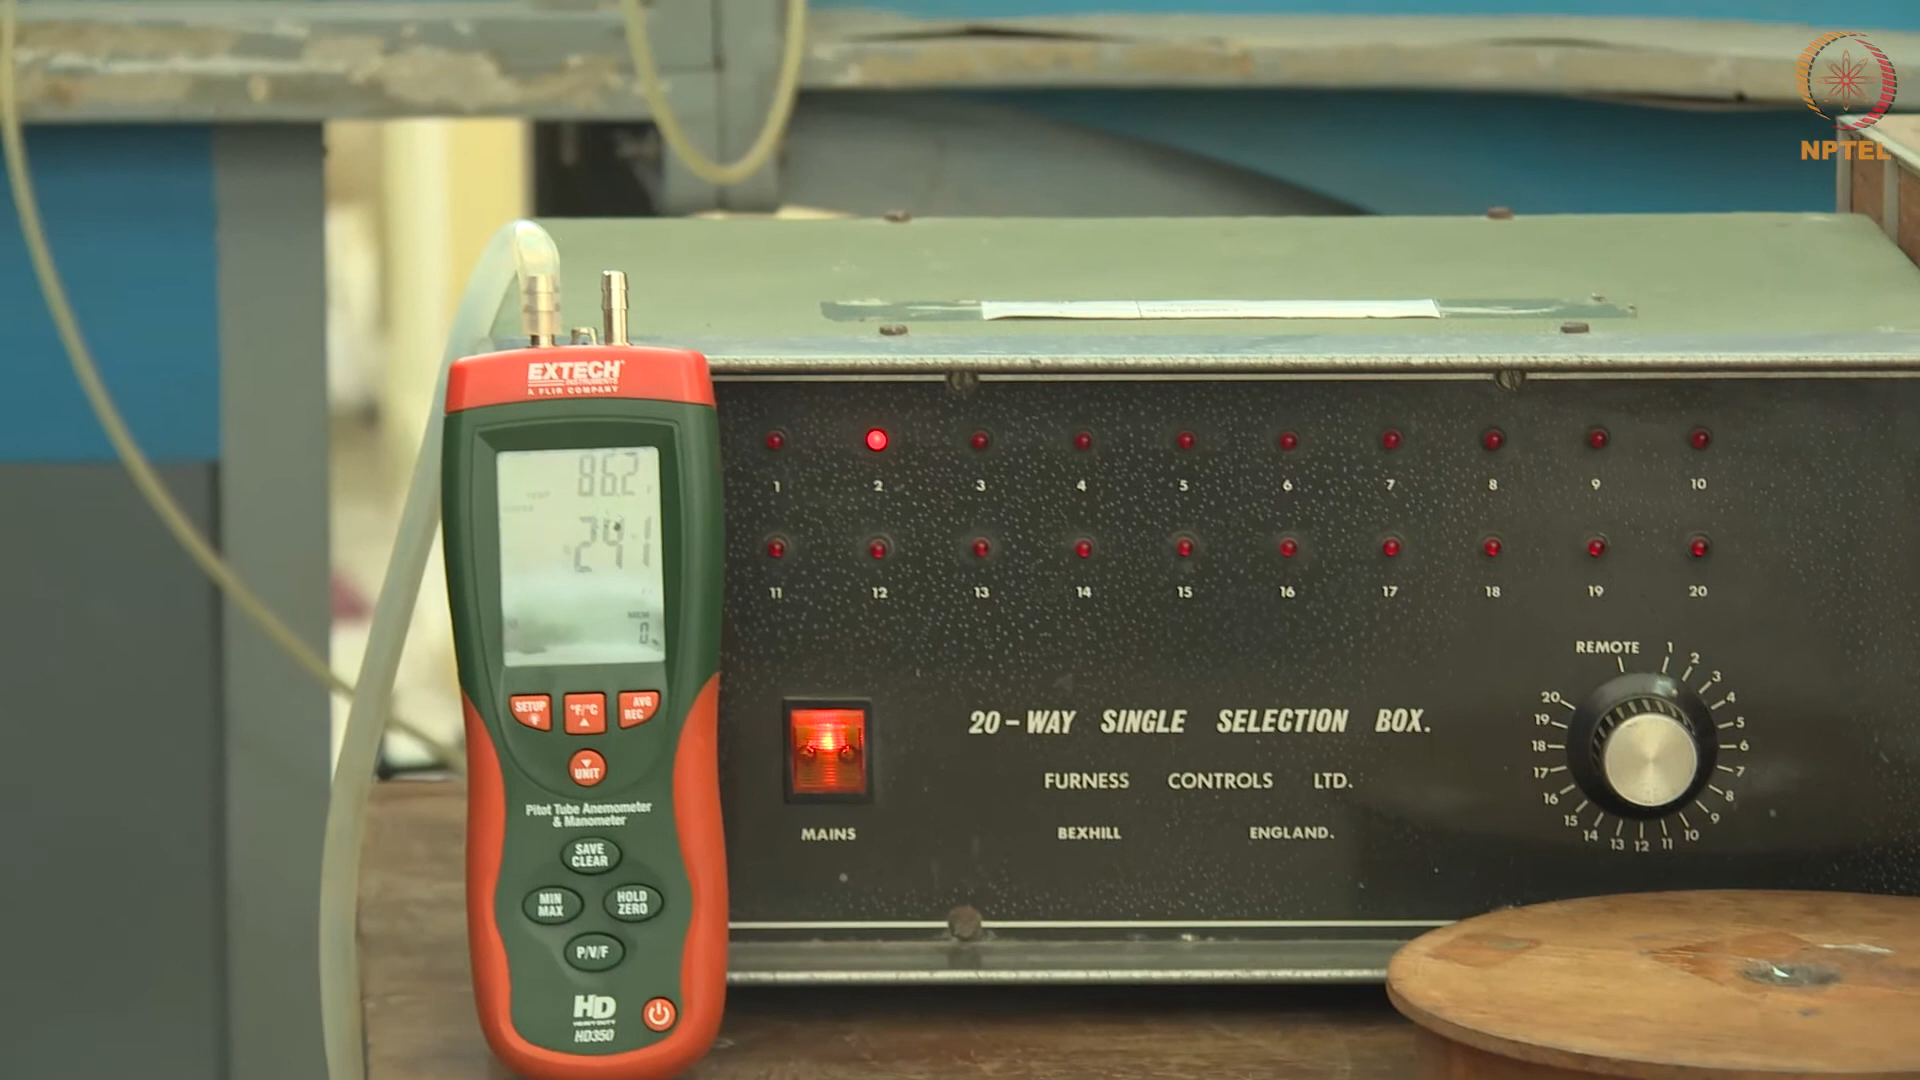 NPTEL
EXTECH
INSTRUMENTS
A FLIR COMPANY
86.2
SETUP
°F/°C
AVG
REC
UNIT
Pitot Tube Anemometer
& Manometer
SAVE
CLEAR
MIN
MAX
HOLD
ZERO
P/V/F
HD
HEAVY DUTY
HD350
1 2 3 4 5 6 7 8 9 10
11 12 13 14 15 16 17 18 19 20
MAINS
20-WAY SINGLE SELECTION BOX.
FURNESS CONTROLS LTD.
BEXHILL ENGLAND.
REMOTE 1 2 3 4 5 6 7 8 9 10 11 12 13 14 15 16 17 18 19 20